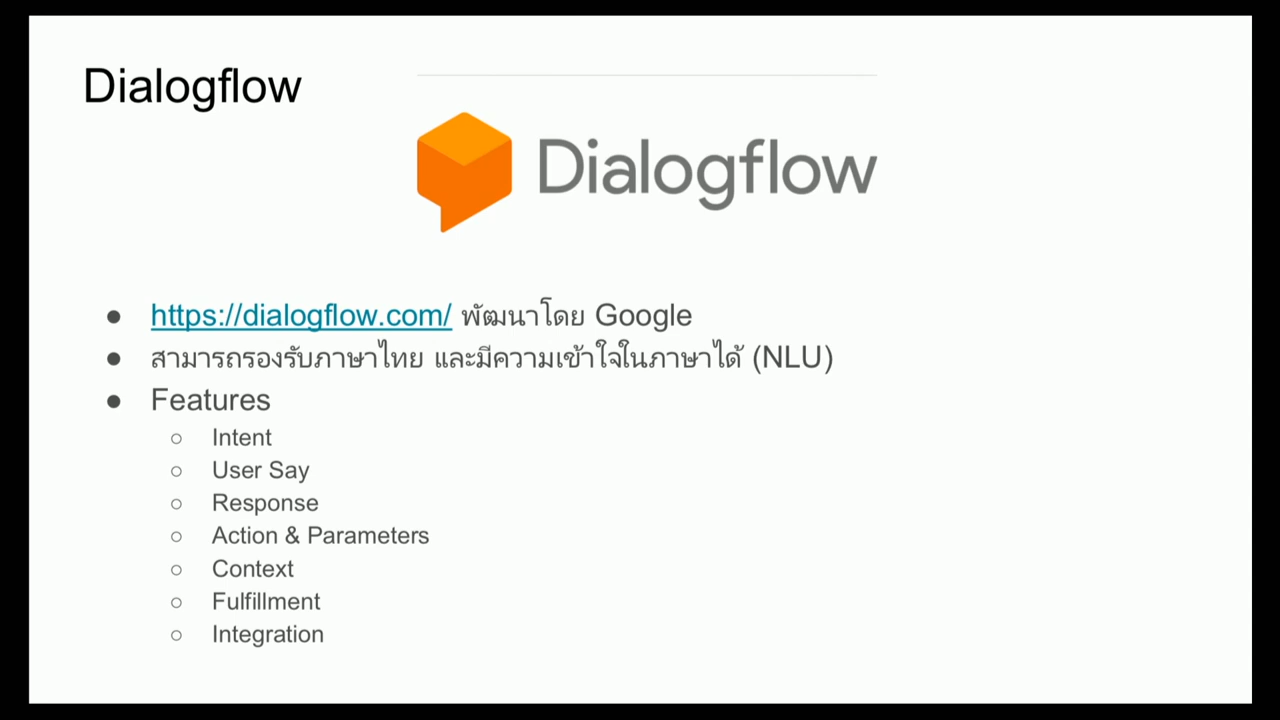 Dialogflow
Dialogflow
● https://dialogflow.com/ พัฒนาโดย Google
● สามารถรองรับภาษาไทย และมีความเข้าใจในภาษาได้ (NLU)
● Features
○ Intent
○ User Say
○ Response
○ Action & Parameters
○ Context
○ Fulfillment
○ Integration